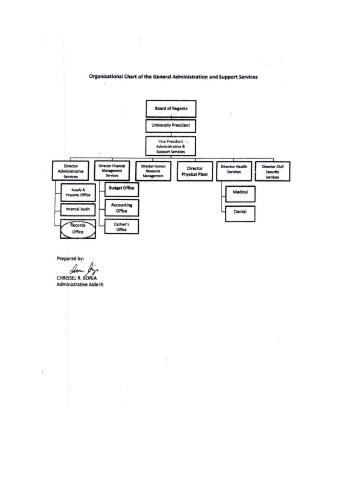 Organizational Chart of the General Administration and Support Services
Board of Regents
University President
Vice President
Administrative &
Support Services
Director
Administrative
Services
Director Financial
Management
Services
Director Human
Resource
Management
Director
Physical Plant
Director Health
Services
Director Civil
Security
Services
Supply &
Property Office
Internal Audit
Records
Office
Budget Office
Accounting
Office
Cashier's
Office
Medical
Dental
Prepared by:
CHRISSEL R. BORJA
Administrative Aide III